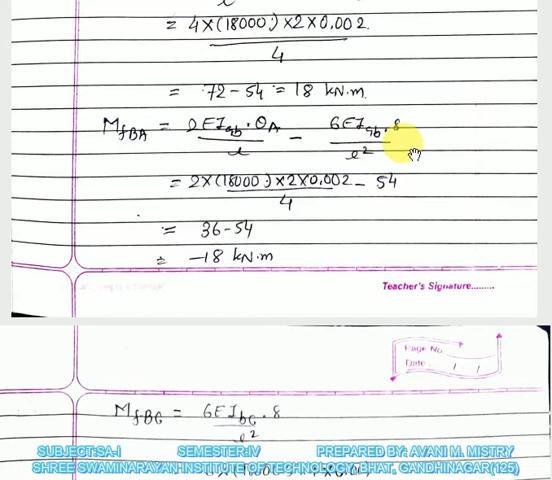 = 4×(18000)×2×0.002
4
= 72-54 = 18 kN.m
MfBA = 2EIab.θA/l - 6EIab.δ/l²
= 2×(18000)×2×0.002/4 - 54
= 36-54
= -18 kN.m
Teacher's Signature.........
Page No.
Date / /
MfBC = 6EIbc.δ/l²
SUBJECT:SA-I SEMESTER:IV PREPARED BY: AVANI M. MISTRY
SHREE SWAMINARAYAN INSTITUTE OF TECHNOLOGY, BHAT, GANDHINAGAR(125)